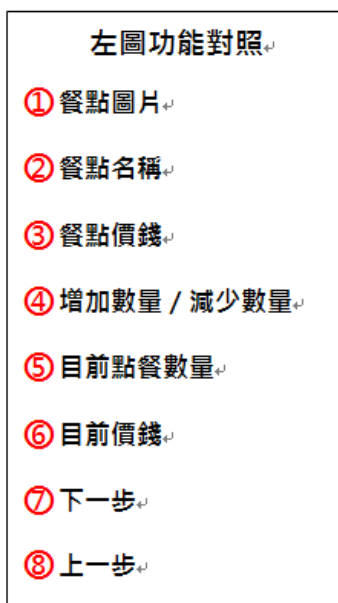 左圖功能對照
①餐點圖片
②餐點名稱
③餐點價錢
④增加數量 / 減少數量
⑤目前點餐數量
⑥目前價錢
⑦下一步
⑧上一步